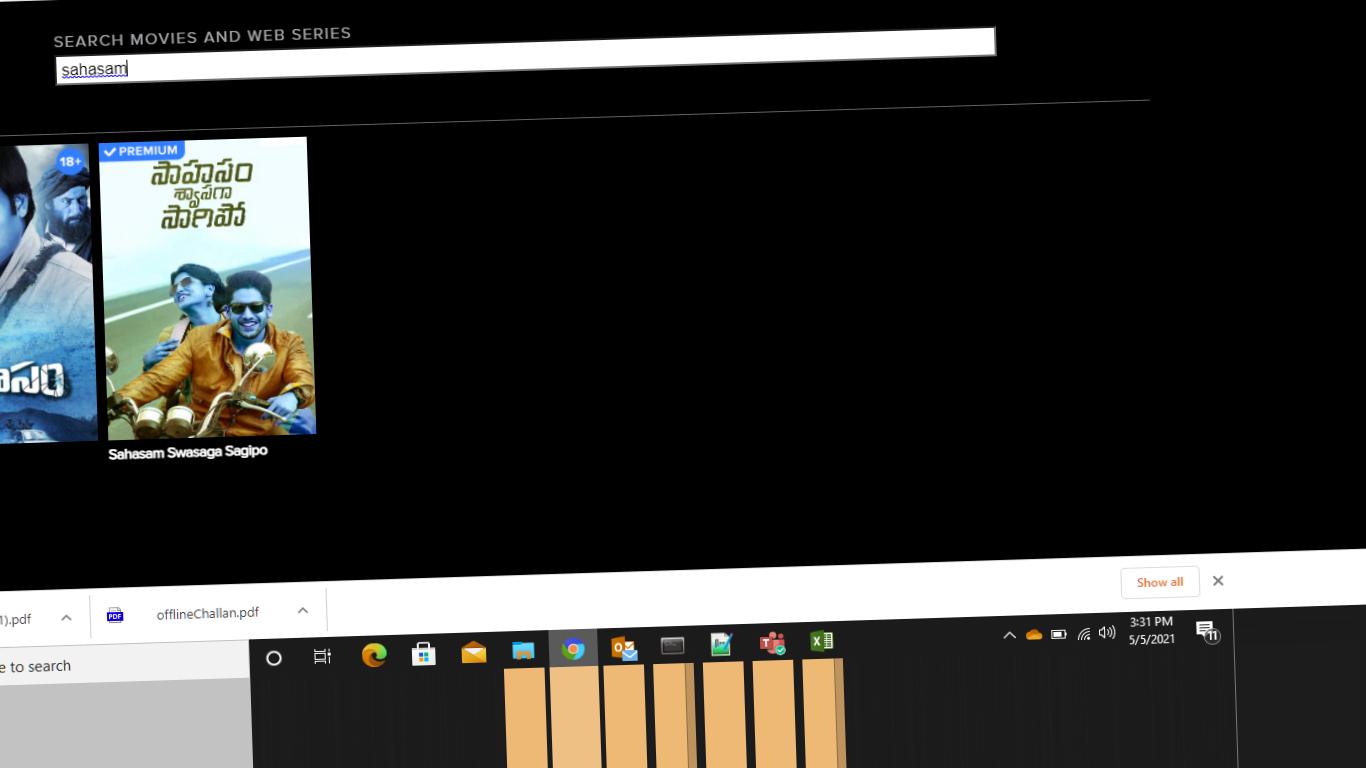 SEARCH MOVIES AND WEB SERIES
sahasam
18+
PREMIUM
సాహసం
శ్వాసగా
సాగిపో
Sahasam Swasaga Sagipo
1).pdf
PDF
offlineChallan.pdf
Show all
e to search
3:31 PM
5/5/2021
11